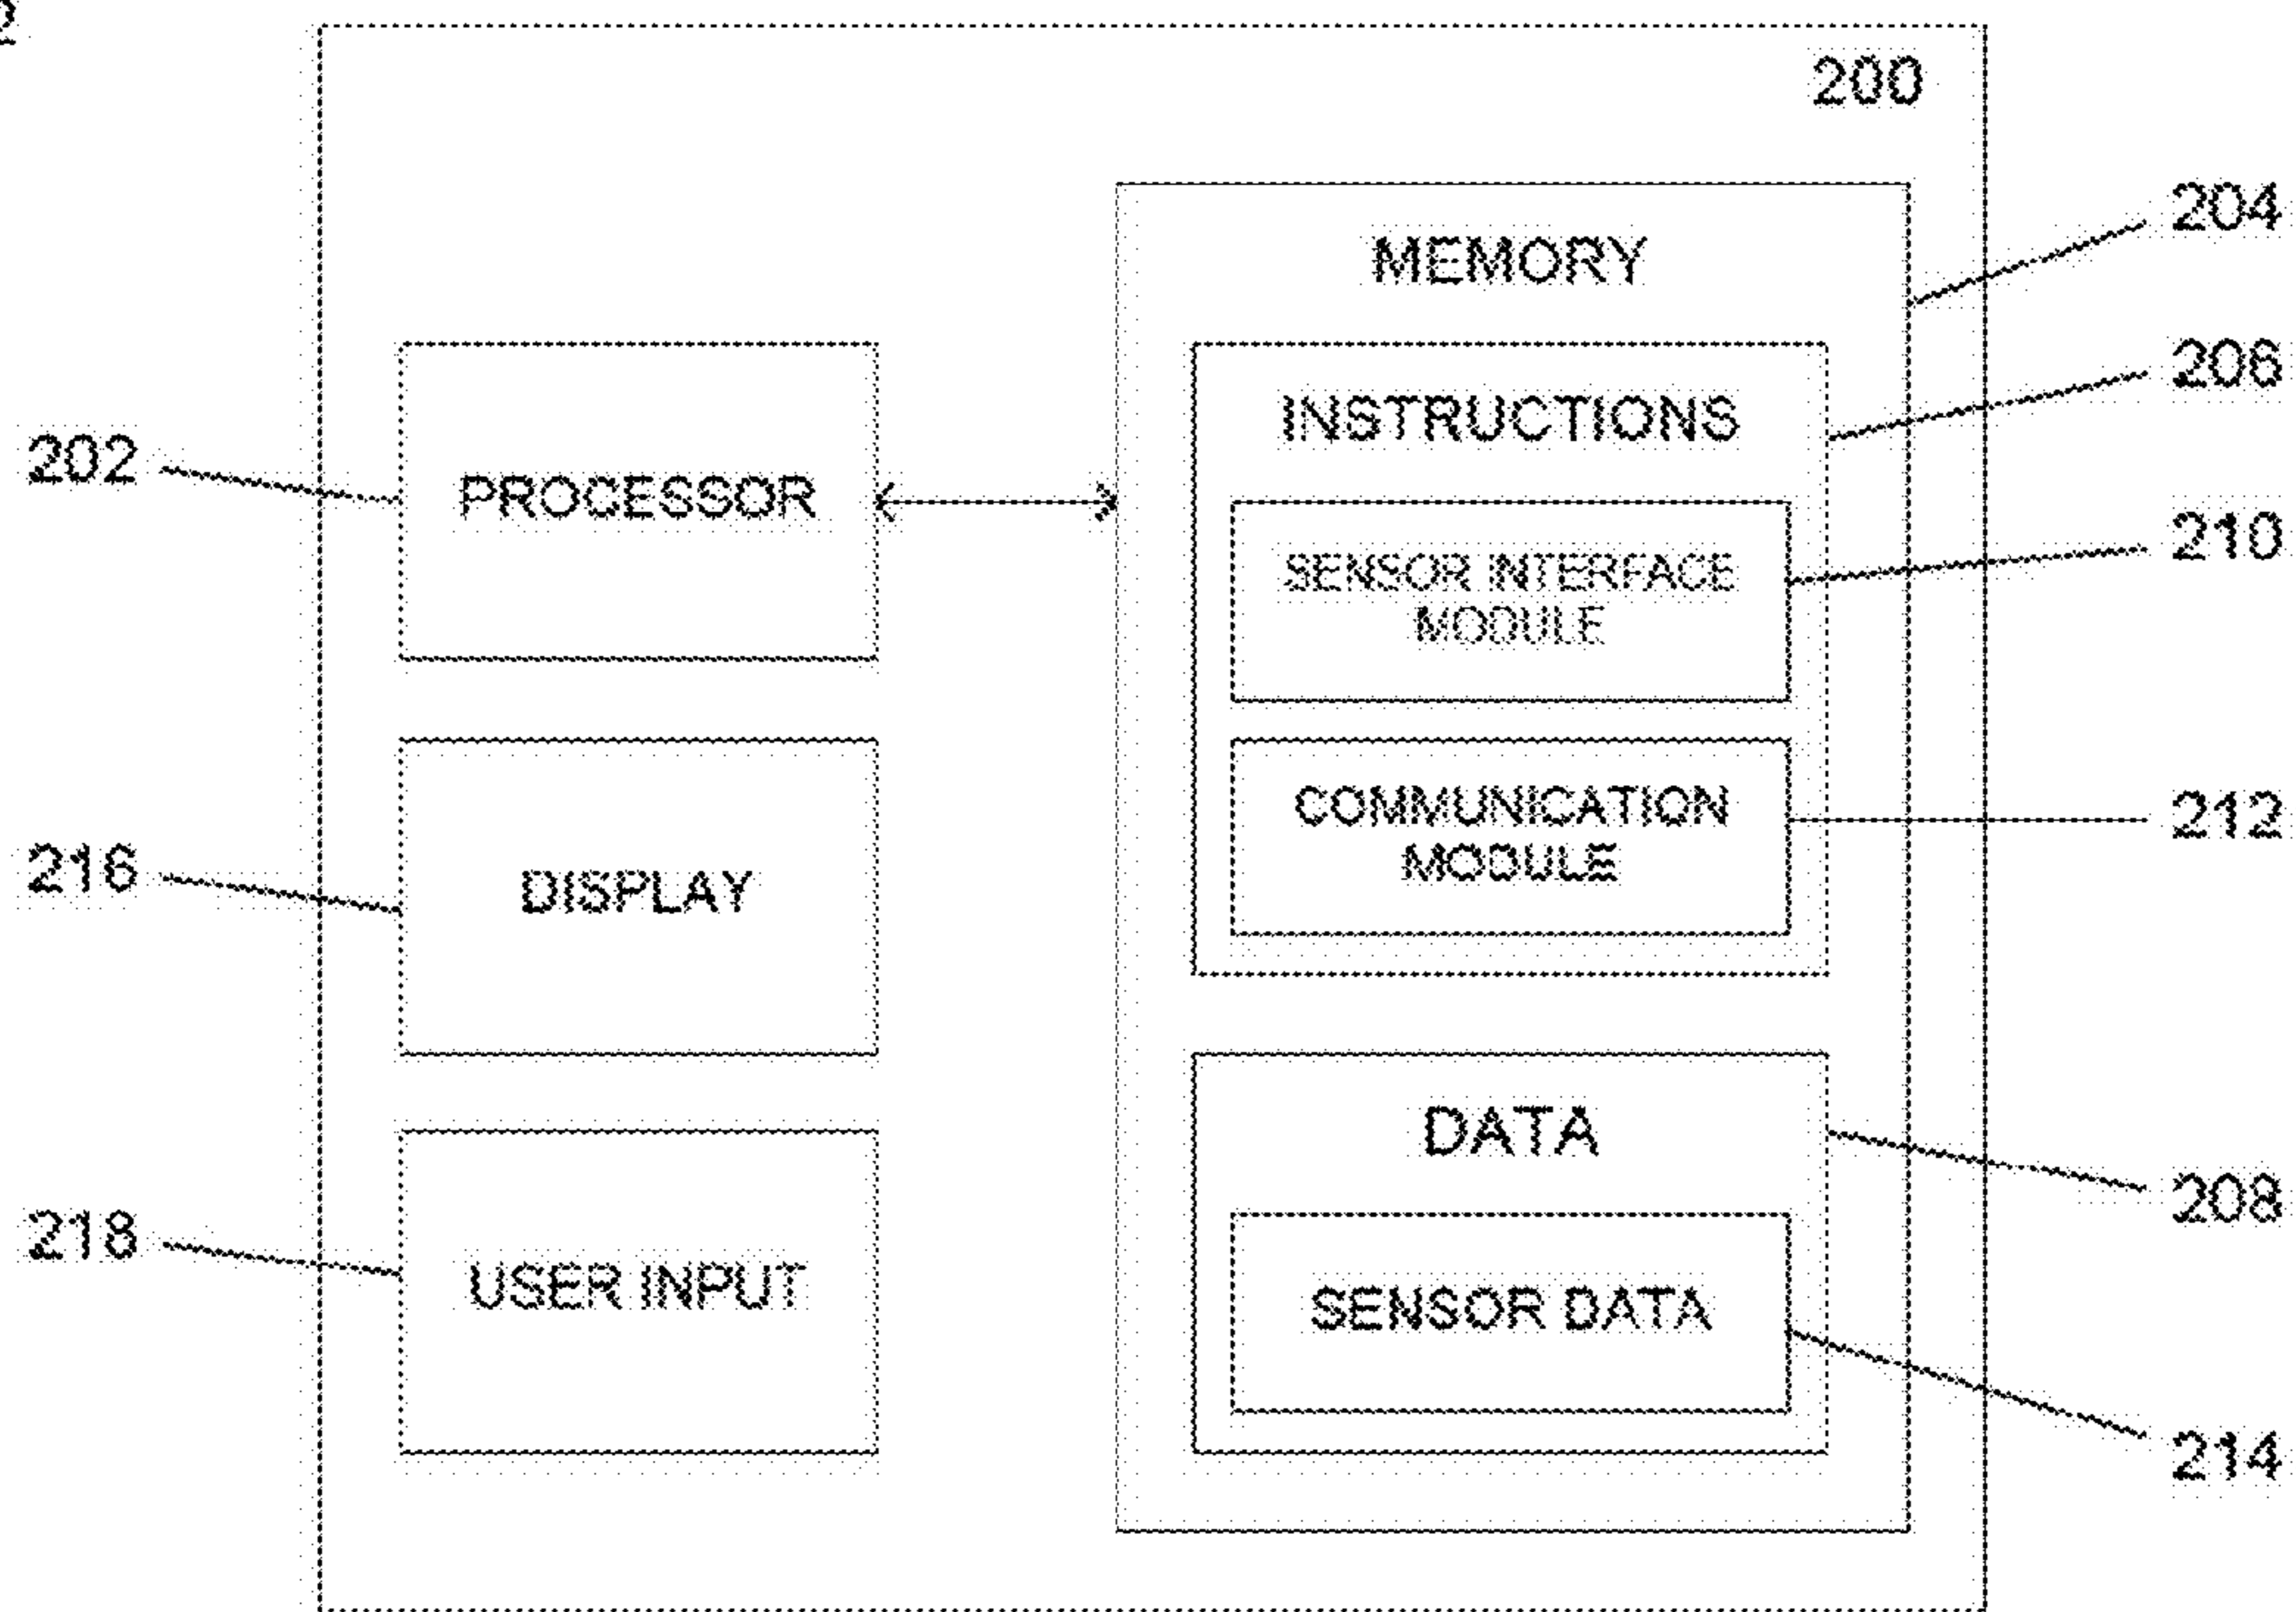 2
200
MEMORY
204
INSTRUCTIONS
206
202
PROCESSOR
SENSOR INTERFACE
MODULE
210
COMMUNICATION
MODULE
212
216
DISPLAY
DATA
208
218
USER INPUT
SENSOR DATA
214